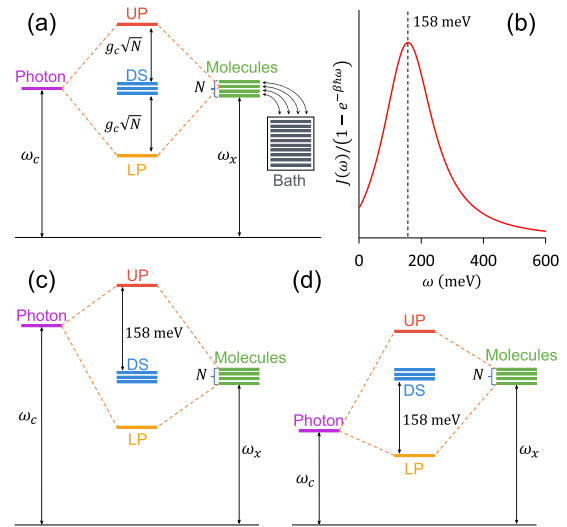 (a)
UP
g_c√N
Photon
DS
Molecules
N
g_c√N
ω_c
LP
ω_x
Bath
(b)
158 meV
J(ω)/(1 − e^{−βħω})
0
200
400
600
ω (meV)
(c)
UP
Photon
158 meV
Molecules
DS
N
LP
ω_c
ω_x
(d)
UP
Molecules
DS
N
Photon
158 meV
LP
ω_c
ω_x